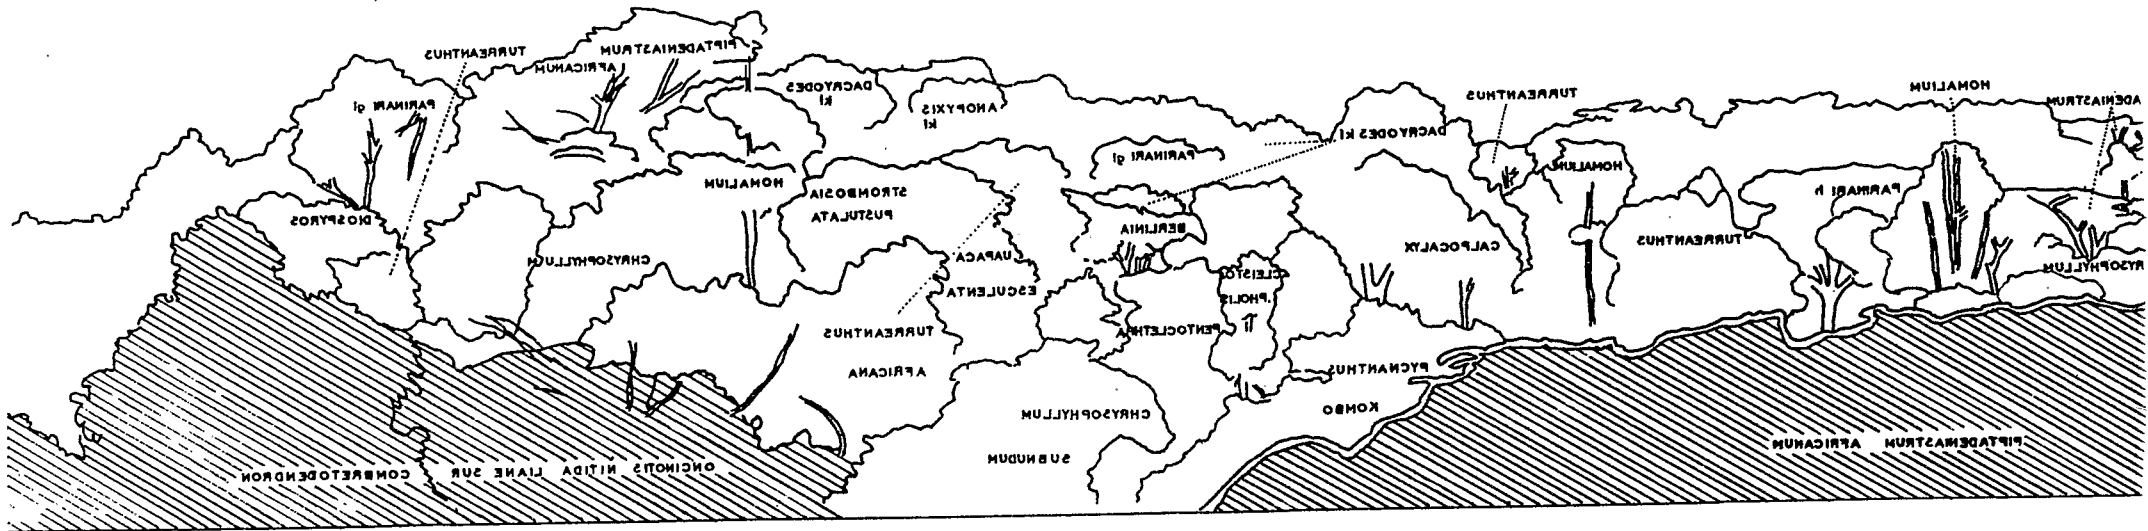 TURREANTHUS
PIPTADENIASTRUM
AFRICANUM
PARINARI gl
DACRYODES
kl
ANOPYXIS
kl
TURREANTHUS
HOMALIUM
ADENIASTRUM
DACRYODES kl
PARINARI gl
HOMALIUM
PARINARI h
DIOSPYROS
HOMALIUM
STROMBOSIA
PUSTULATA
BERLINIA
CALPOCALYX
TURREANTHUS
RYSOPHYLLUM
CHRYSOPHYLLUM
UAPACA
ESCULENTA
CLEISTO
PHOLIS
PENTOCLETHRA
TURREANTHUS
AFRICANA
PYCNANTHUS
KOMBO
CHRYSOPHYLLUM
SUBNUDUM
PIPTADENIASTRUM AFRICANUM
ONCINOTIS NITIDA LIANE SUR COMBRETODENDRON